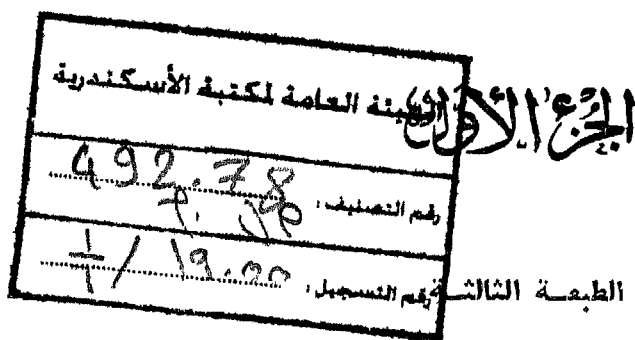 الجزء الأول
الهيئة العامة لمكتبة الأسكندرية
رقم التصنيف: 492.78
رقم التسجيل:
الطبعة الثالثة